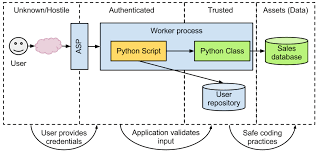 Unknown/Hostile
Authenticated
Trusted
Assets (Data)
Worker process
User
ASP
Python Script
Python Class
Sales
database
User
repository
User provides
credentials
Application validates
input
Safe coding
practices